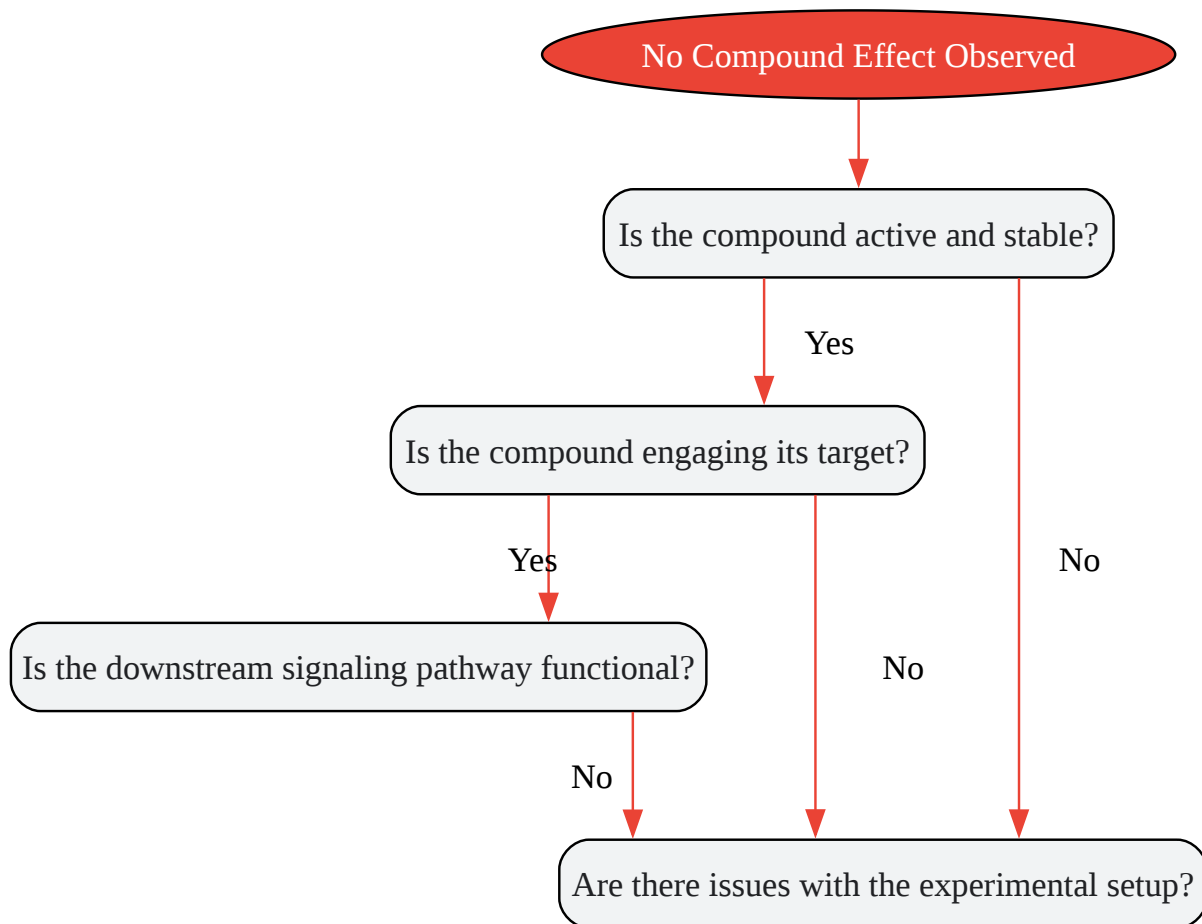 No Compound Effect Observed
Is the compound active and stable?
Yes
Is the compound engaging its target?
Yes
No
Is the downstream signaling pathway functional?
No
No
Are there issues with the experimental setup?